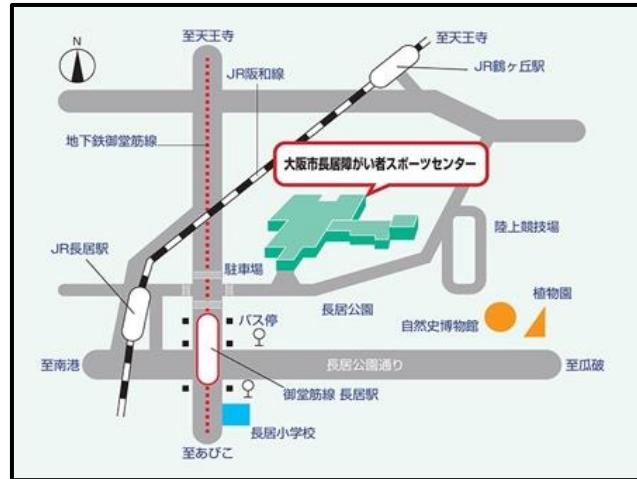 至天王寺
至天王寺
N
JR阪和線
JR鶴ヶ丘駅
地下鉄御堂筋線
大阪市長居障がい者スポーツセンター
陸上競技場
JR長居駅
駐車場
植物園
長居公園
バス停
自然史博物館
至南港
長居公園通り
至瓜破
御堂筋線 長居駅
長居小学校
至あびこ